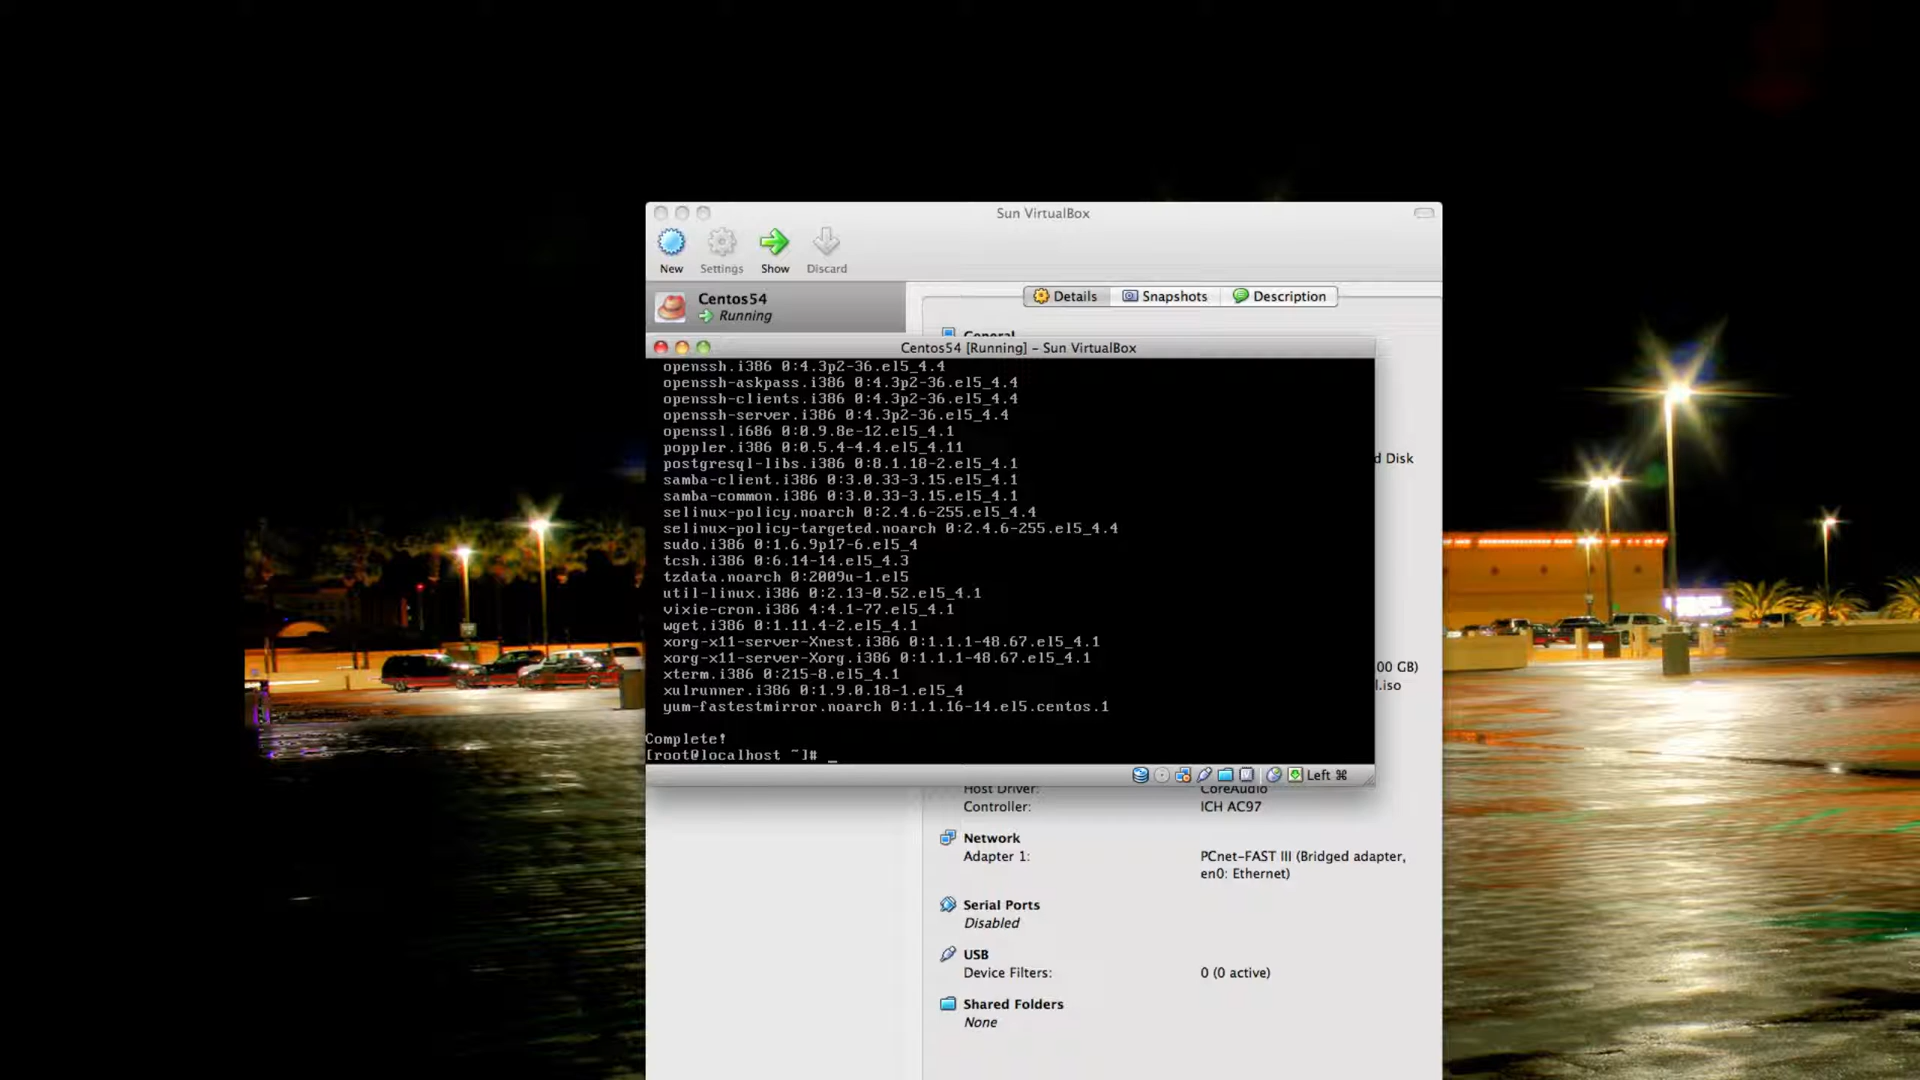 Sun VirtualBox
New
Settings
Show
Discard
Centos54
Running
Details
Snapshots
Description
General
Centos54 [Running] - Sun VirtualBox
openssh.i386 0:4.3p2-36.el5_4.4
openssh-askpass.i386 0:4.3p2-36.el5_4.4
openssh-clients.i386 0:4.3p2-36.el5_4.4
openssh-server.i386 0:4.3p2-36.el5_4.4
openssl.i686 0:0.9.8e-12.el5_4.1
poppler.i386 0:0.5.4-4.4.el5_4.11
postgresql-libs.i386 0:8.1.18-2.el5_4.1
samba-client.i386 0:3.0.33-3.15.el5_4.1
samba-common.i386 0:3.0.33-3.15.el5_4.1
selinux-policy.noarch 0:2.4.6-255.el5_4.4
selinux-policy-targeted.noarch 0:2.4.6-255.el5_4.4
sudo.i386 0:1.6.9p17-6.el5_4
tcsh.i386 0:6.14-14.el5_4.3
tzdata.noarch 0:2009u-1.el5
util-linux.i386 0:2.13-0.52.el5_4.1
vixie-cron.i386 4:4.1-77.el5_4.1
wget.i386 0:1.11.4-2.el5_4.1
xorg-x11-server-Xnest.i386 0:1.1.1-48.67.el5_4.1
xorg-x11-server-Xorg.i386 0:1.1.1-48.67.el5_4.1
xterm.i386 0:215-8.el5_4.1
xulrunner.i386 0:1.9.0.18-1.el5_4
yum-fastestmirror.noarch 0:1.1.16-14.el5.centos.1
Complete!
[root@localhost ~]# _
Left ⌘
d Disk
00 GB)
l.iso
Host Driver: CoreAudio
Controller: ICH AC97
Network
Adapter 1: PCnet-FAST III (Bridged adapter,
en0: Ethernet)
Serial Ports
Disabled
USB
Device Filters: 0 (0 active)
Shared Folders
None